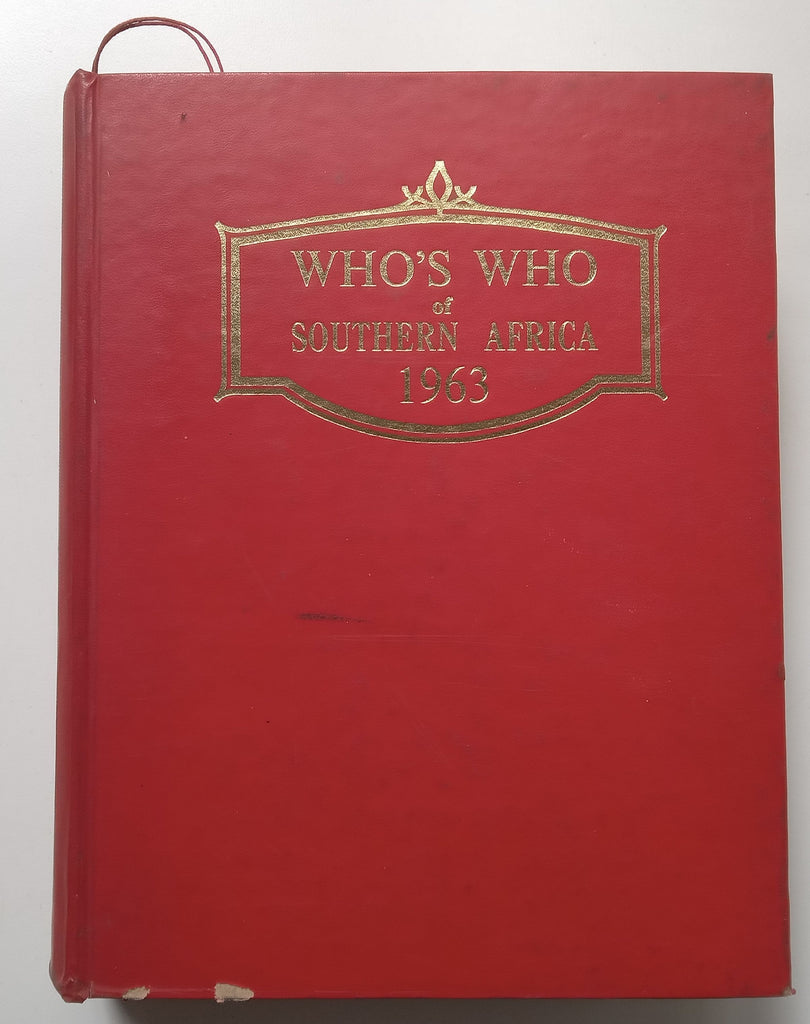 WHO'S WHO
of
SOUTHERN AFRICA
1963